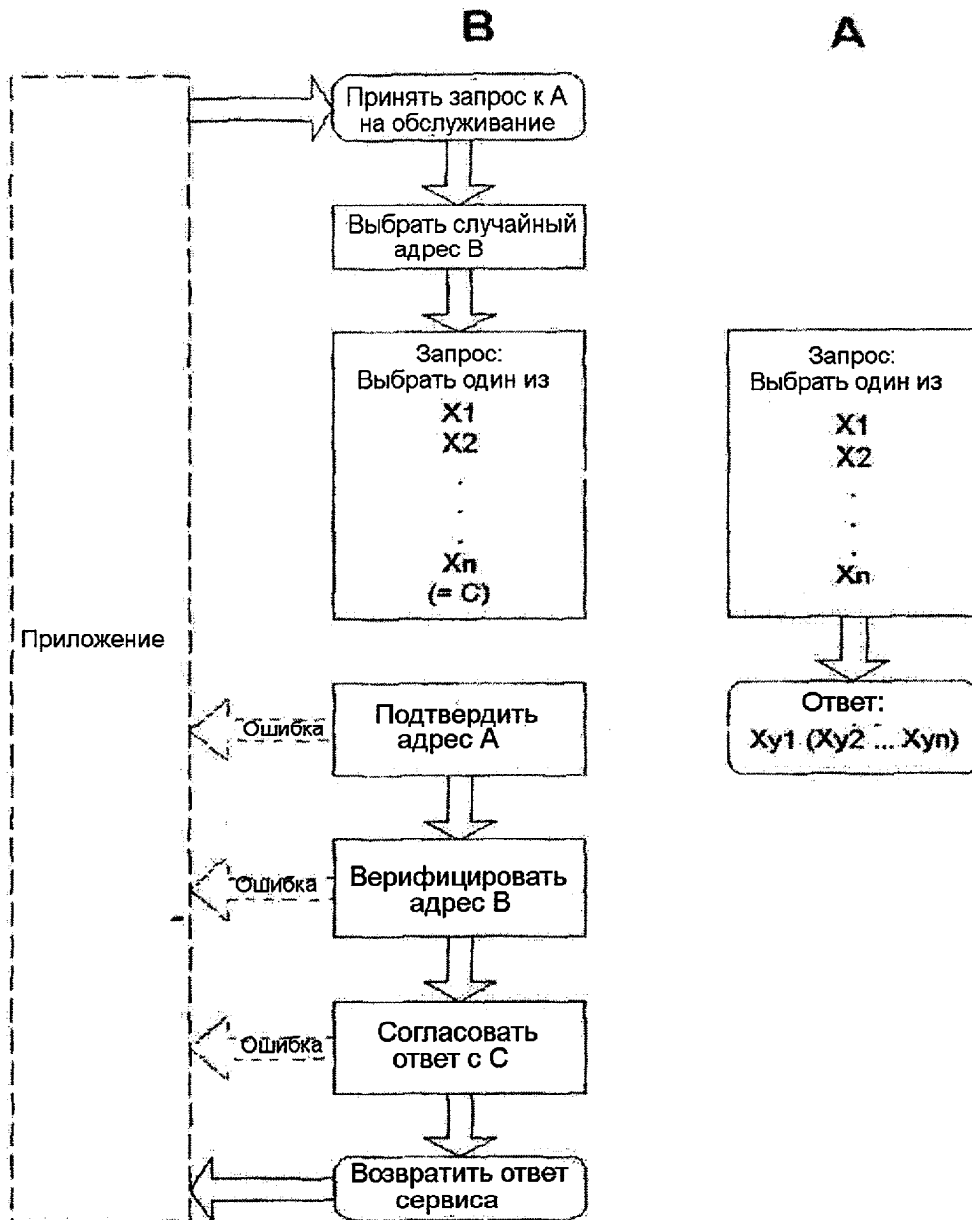 B
A
Принять запрос к А
на обслуживание
Выбрать случайный
адрес В
Запрос:
Выбрать один из
X1
X2
.
.
.
Xn
(= C)
Запрос:
Выбрать один из
X1
X2
.
.
.
Xn
Приложение
Ответ:
Xy1 (Xy2 ... Xyn)
Подтвердить
адрес А
Ошибка
Верифицировать
адрес В
Ошибка
Согласовать
ответ с С
Ошибка
Возвратить ответ
сервиса